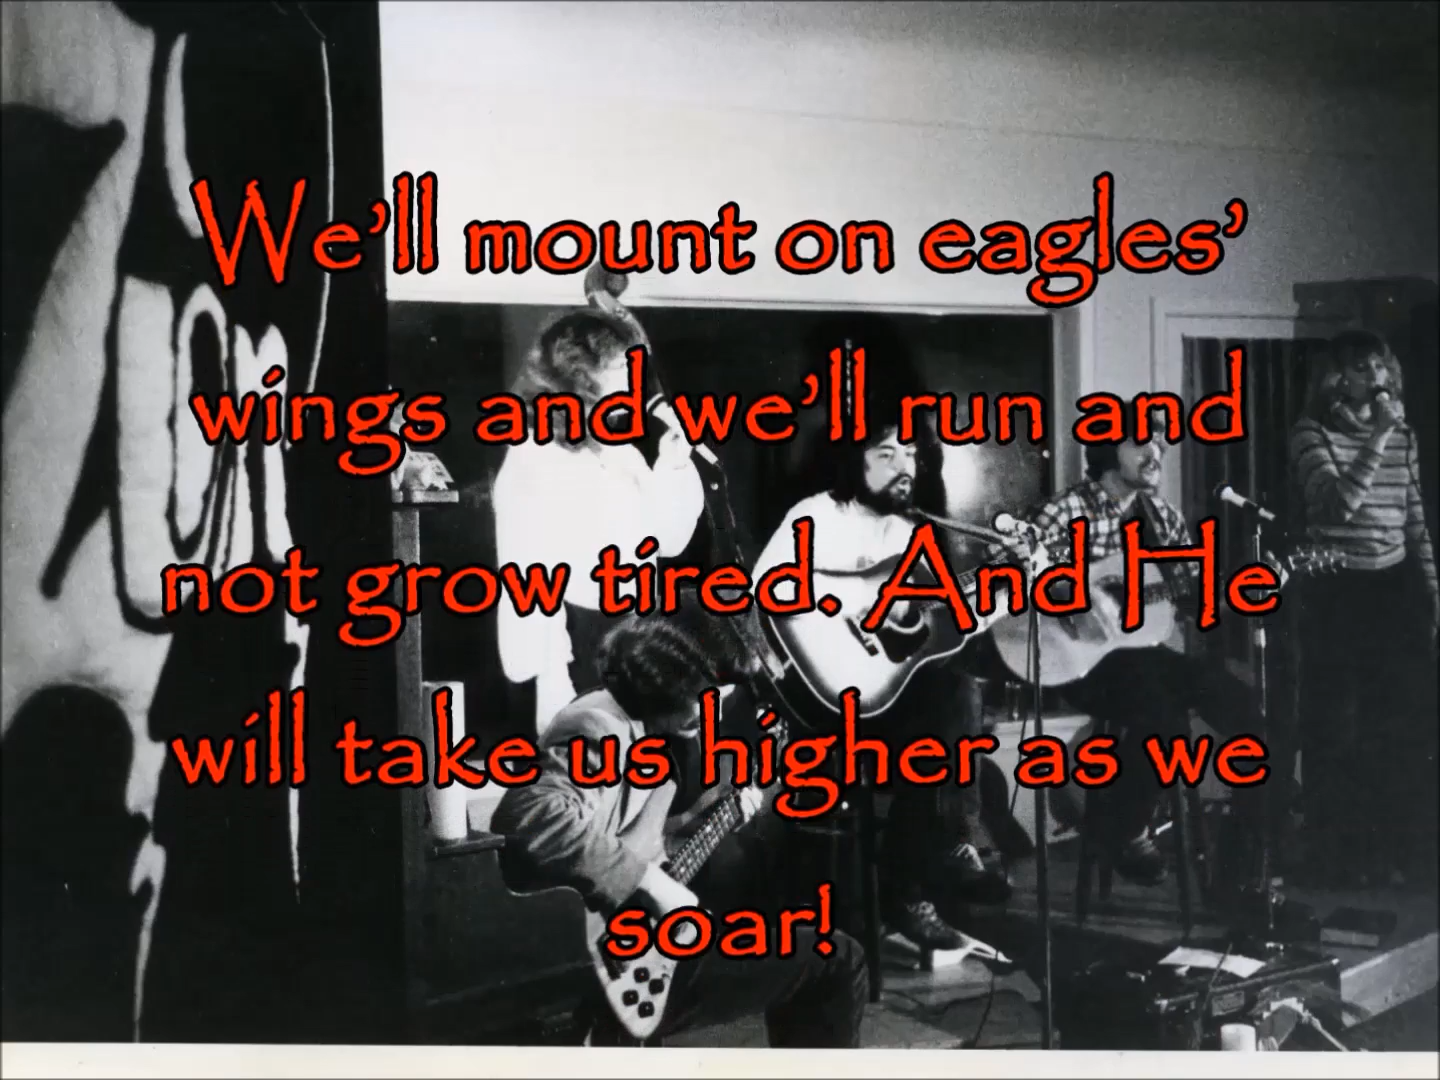 We'll mount on eagles'
wings and we'll run and
not grow tired. And He
will take us higher as we
soar!